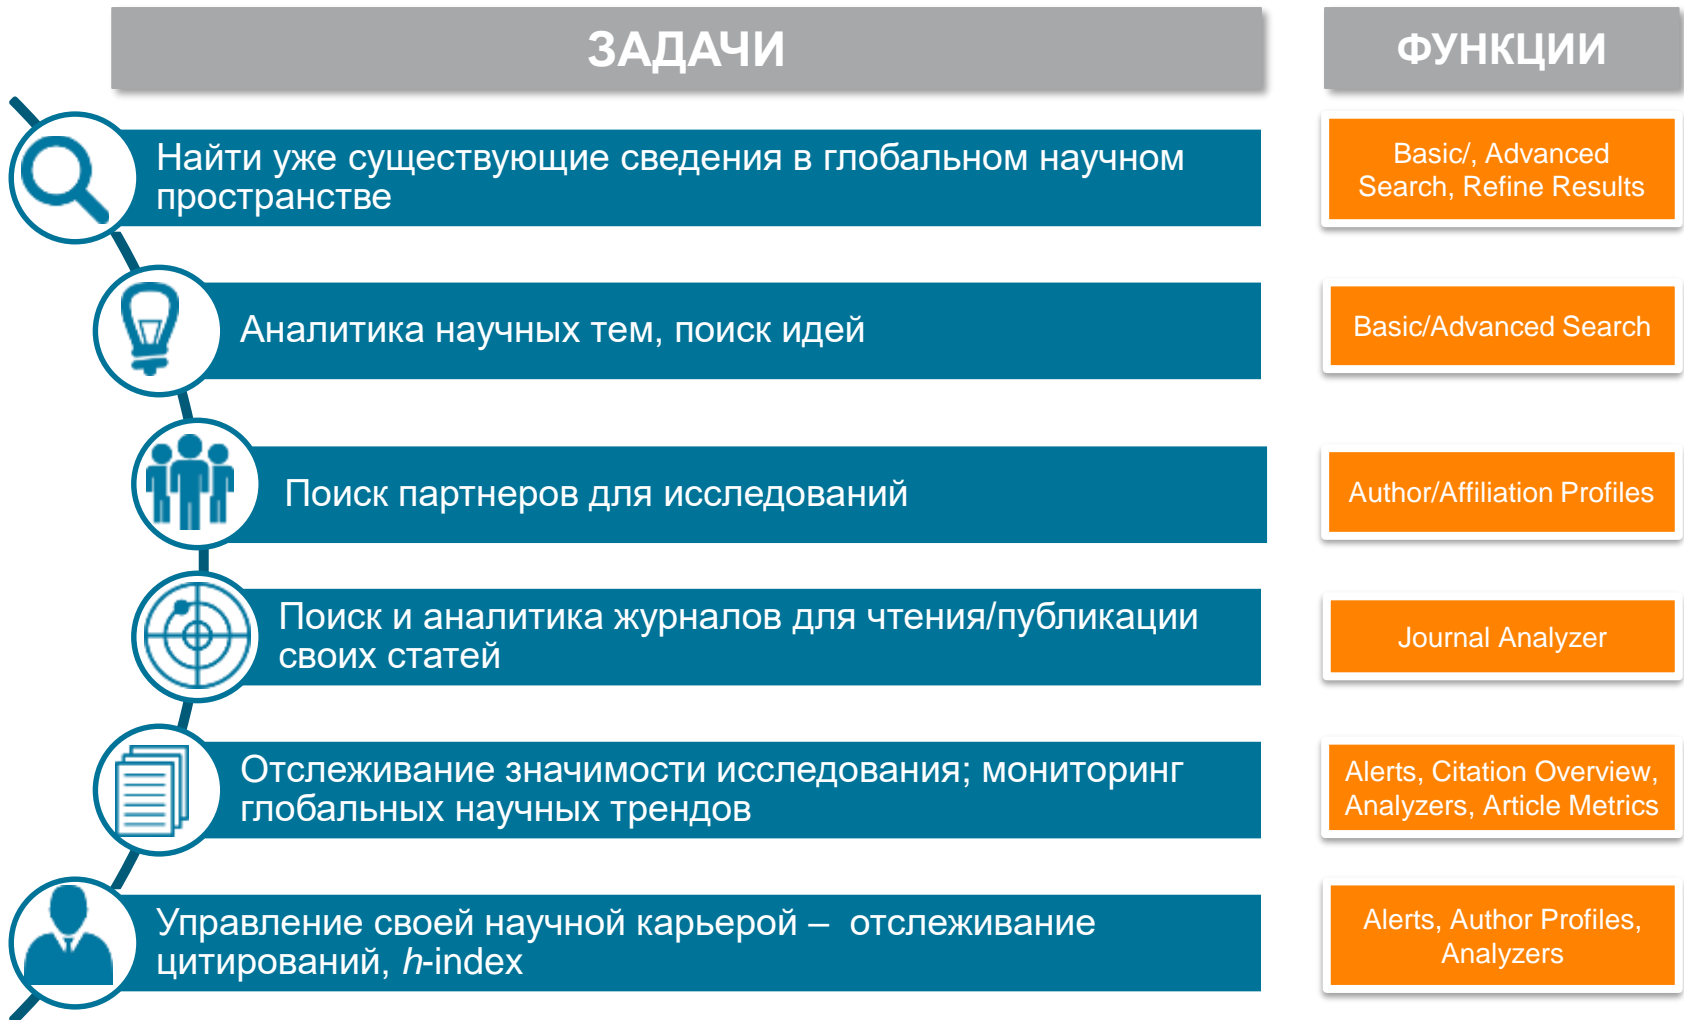 ЗАДАЧИ
ФУНКЦИИ
Найти уже существующие сведения в глобальном научном
пространстве
Basic/, Advanced
Search, Refine Results
Аналитика научных тем, поиск идей
Basic/Advanced Search
Поиск партнеров для исследований
Author/Affiliation Profiles
Поиск и аналитика журналов для чтения/публикации
своих статей
Journal Analyzer
Отслеживание значимости исследования; мониторинг
глобальных научных трендов
Alerts, Citation Overview,
Analyzers, Article Metrics
Управление своей научной карьерой – отслеживание
цитирований, h-index
Alerts, Author Profiles,
Analyzers